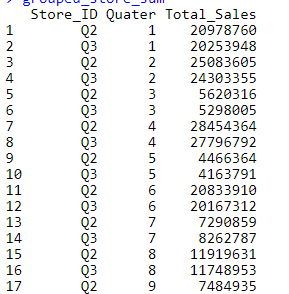 > grouped_store_sum
Store_ID Quater Total_Sales
1 Q2 1 20978760
2 Q3 1 20253948
3 Q2 2 25083605
4 Q3 2 24303355
5 Q2 3 5620316
6 Q3 3 5298005
7 Q2 4 28454364
8 Q3 4 27796792
9 Q2 5 4466364
10 Q3 5 4163791
11 Q2 6 20833910
12 Q3 6 20167312
13 Q2 7 7290859
14 Q3 7 8262787
15 Q2 8 11919631
16 Q3 8 11748953
17 Q2 9 7484935